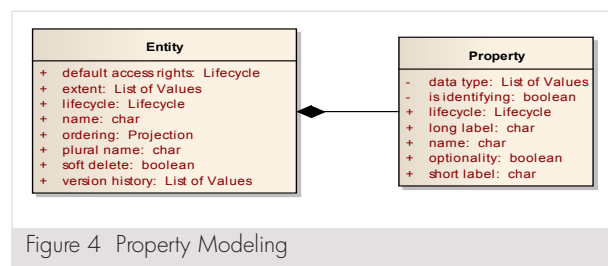 Entity
+ default access rights: Lifecycle
+ extent: List of Values
+ lifecycle: Lifecycle
+ name: char
+ ordering: Projection
+ plural name: char
+ soft delete: boolean
+ version history: List of Values
Property
- data type: List of Values
- is identifying: boolean
+ lifecycle: Lifecycle
+ long label: char
+ name: char
+ optionality: boolean
+ short label: char
Figure 4 Property Modeling